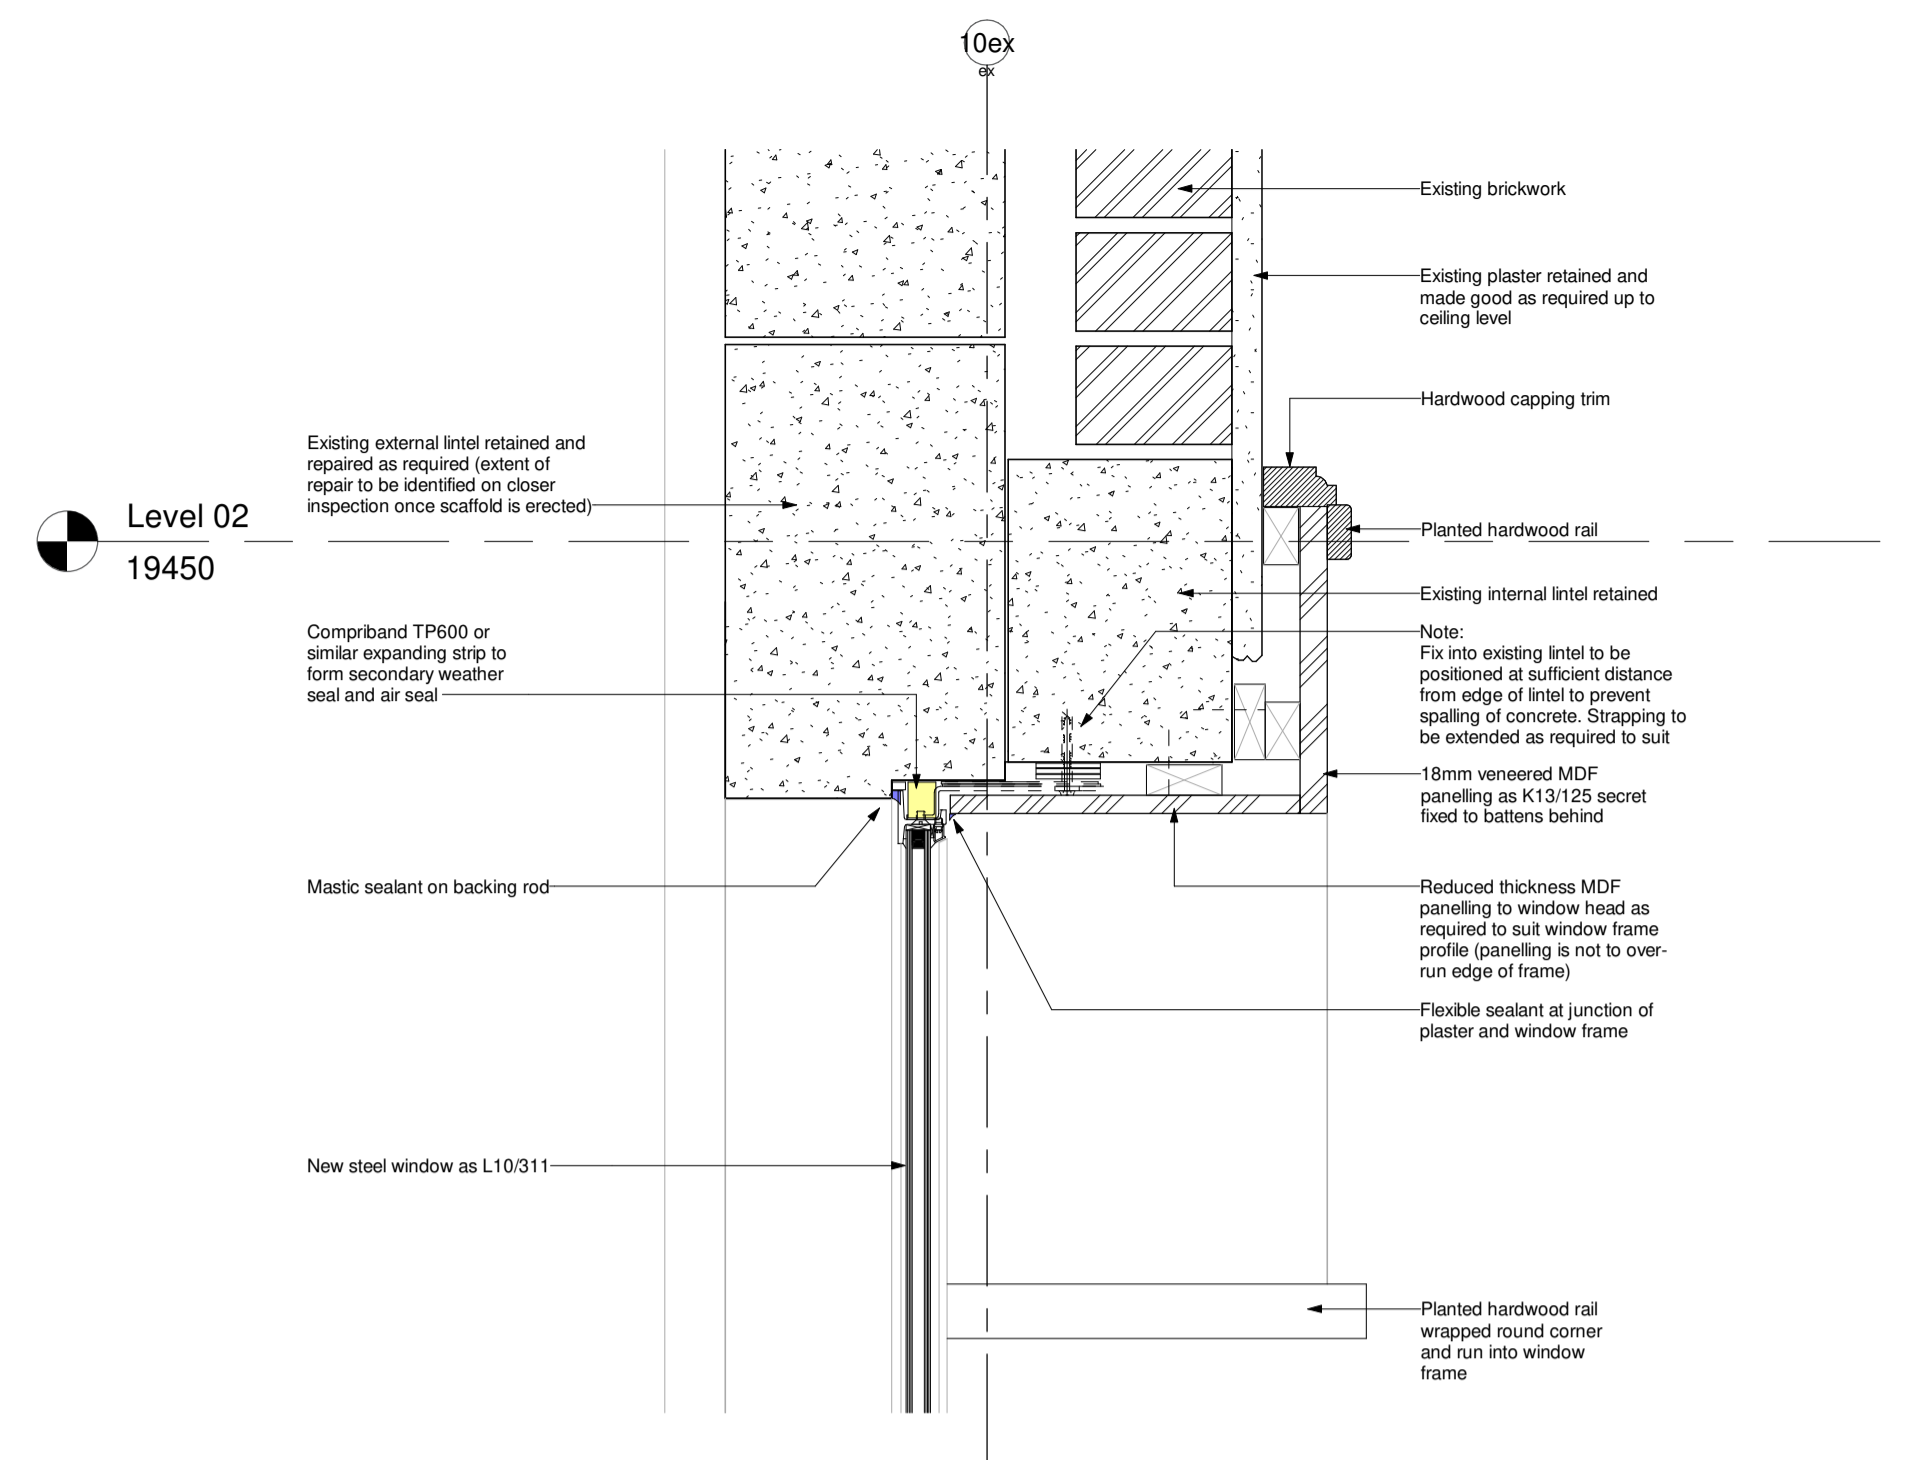 10ex
ex
Existing brickwork
Existing plaster retained and
made good as required up to
ceiling level
Hardwood capping trim
Existing external lintel retained and
repaired as required (extent of
repair to be identified on closer
inspection once scaffold is erected)
Level 02
19450
Planted hardwood rail
Existing internal lintel retained
Compriband TP600 or
similar expanding strip to
form secondary weather
seal and air seal
Note:
Fix into existing lintel to be
positioned at sufficient distance
from edge of lintel to prevent
spalling of concrete. Strapping to
be extended as required to suit
18mm veneered MDF
panelling as K13/125 secret
fixed to battens behind
Mastic sealant on backing rod
Reduced thickness MDF
panelling to window head as
required to suit window frame
profile (panelling is not to over-
run edge of frame)
Flexible sealant at junction of
plaster and window frame
New steel window as L10/311
Planted hardwood rail
wrapped round corner
and run into window
frame